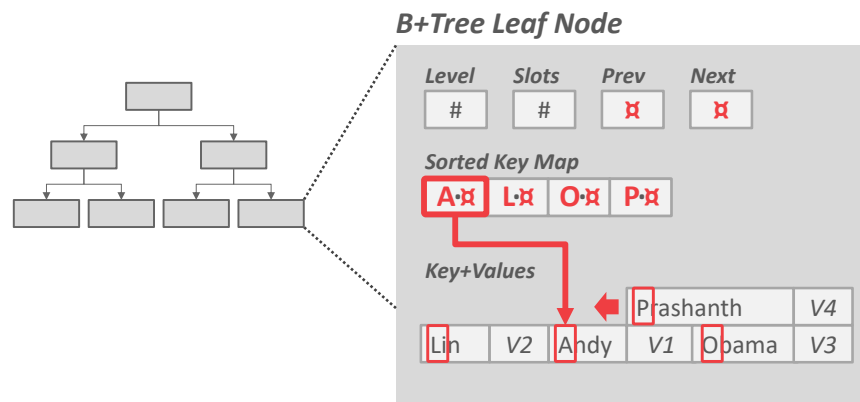 B+Tree Leaf Node
Level Slots Prev Next
# # ¤ ¤
Sorted Key Map
A·¤ L·¤ O·¤ P·¤
Key+Values
Prashanth V4
Lin V2 Andy V1 Obama V3